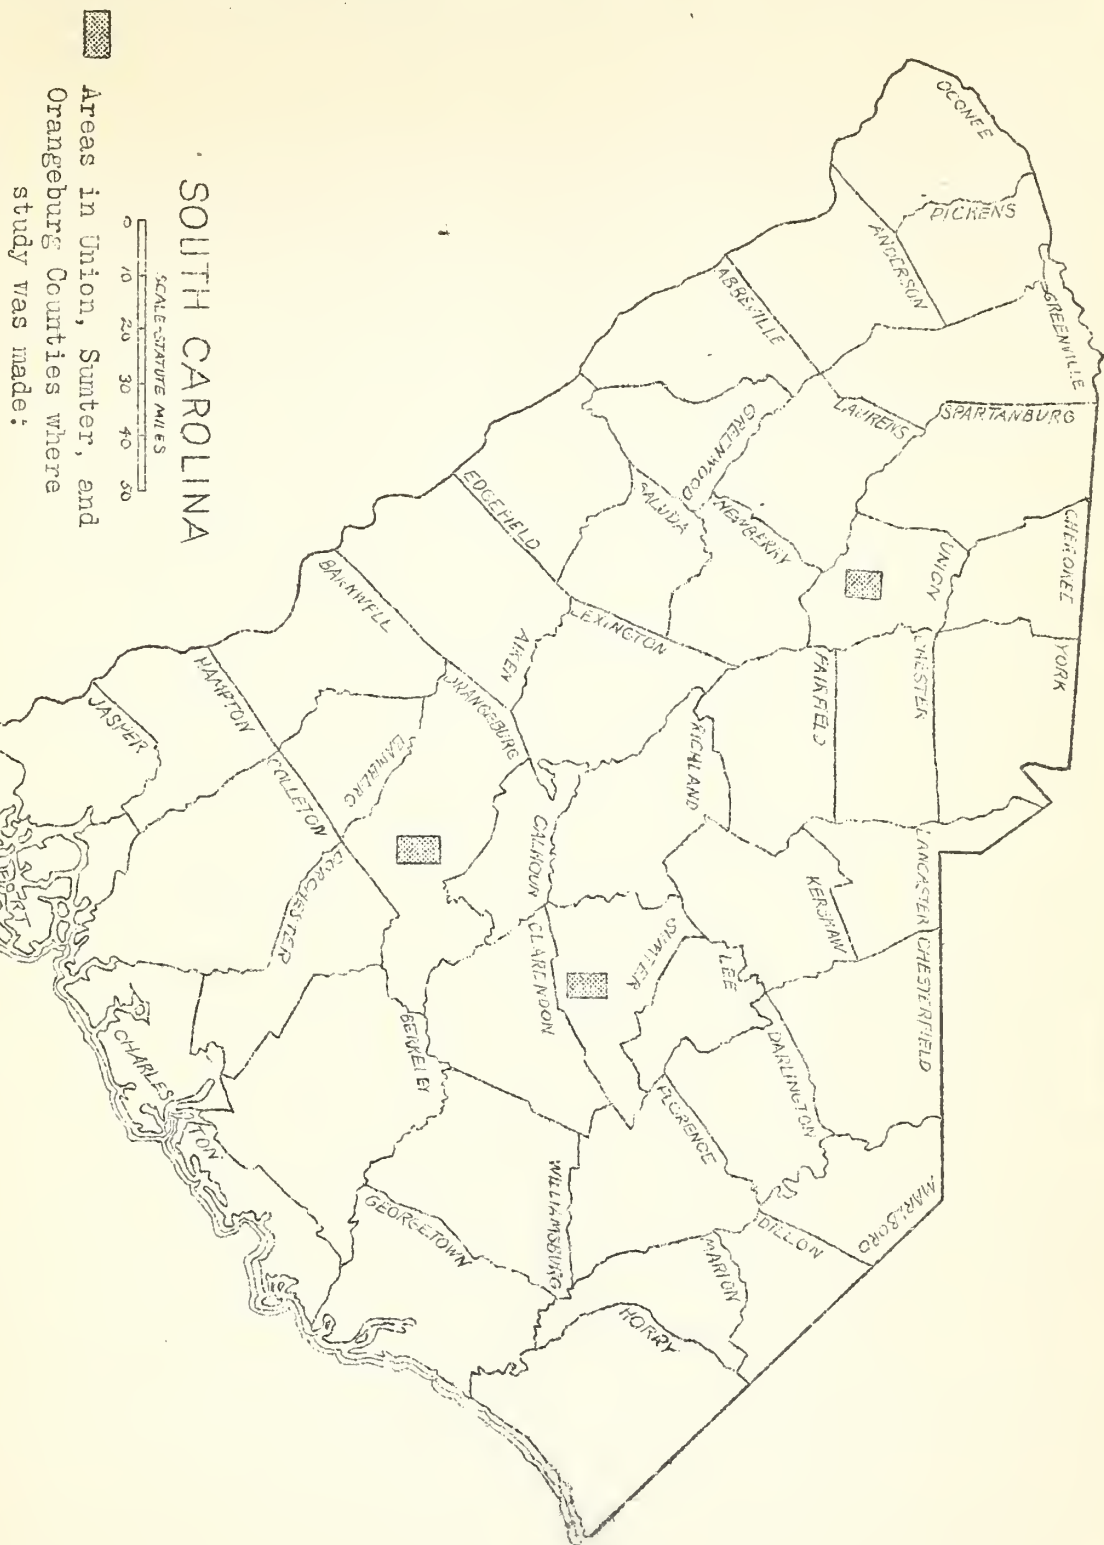 OCONEE
PICKENS
GREENVILLE
ANDERSON
SPARTANBURG
CHEROKEE
YORK
ABBEVILLE
LAURENS
UNION
CHESTER
LANCASTER
CHESTERFIELD
MARLBORO
GREENWOOD
NEWBERRY
FAIRFIELD
KERSHAW
DARLINGTON
DILLON
SALUDA
EDGEFIELD
LEXINGTON
RICHLAND
LEE
SUMTER
FLORENCE
MARION
HORRY
AIKEN
BARNWELL
ORANGEBURG
CALHOUN
CLARENDON
WILLIAMSBURG
BAMBERG
HAMPTON
COLLETON
DORCHESTER
BERKELEY
GEORGETOWN
JASPER
CHARLESTON
SOUTH CAROLINA
SCALE-STATUTE MILES
0 10 20 30 40 50
Areas in Union, Sumter, and
Orangeburg Counties where
study was made: